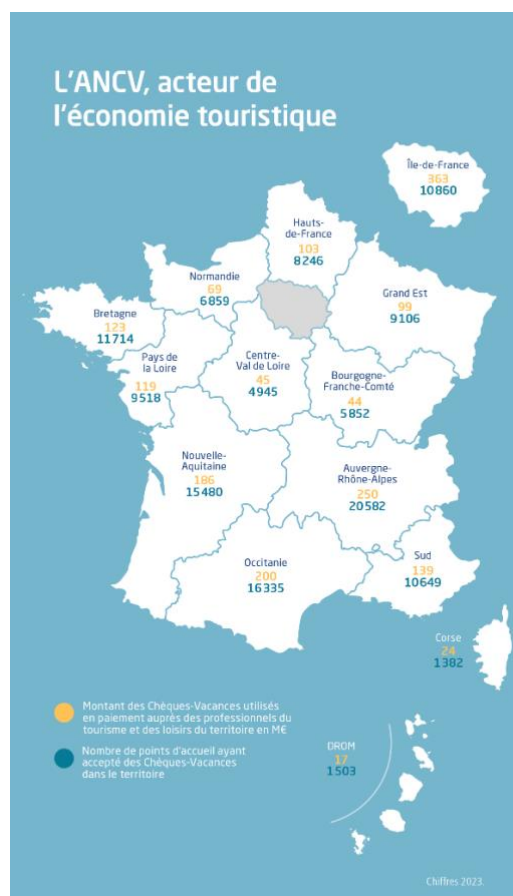 L'ANCV, acteur de
l'économie touristique
Île-de-France
363
10860
Hauts-
de-France
103
8246
Normandie
69
6859
Grand Est
99
9106
Bretagne
123
11714
Pays de
la Loire
119
9518
Centre-
Val de Loire
45
4945
Bourgogne-
Franche-Comté
44
5852
Nouvelle-
Aquitaine
186
15480
Auvergne-
Rhône-Alpes
250
20582
Occitanie
200
16335
Sud
139
10649
Corse
24
1382
Montant des Chèques-Vacances utilisés
en paiement auprès des professionnels du
tourisme et des loisirs du territoire en M€
Nombre de points d'accueil ayant
accepté des Chèques-Vacances
dans le territoire
DROM
17
1503
Chiffres 2023.